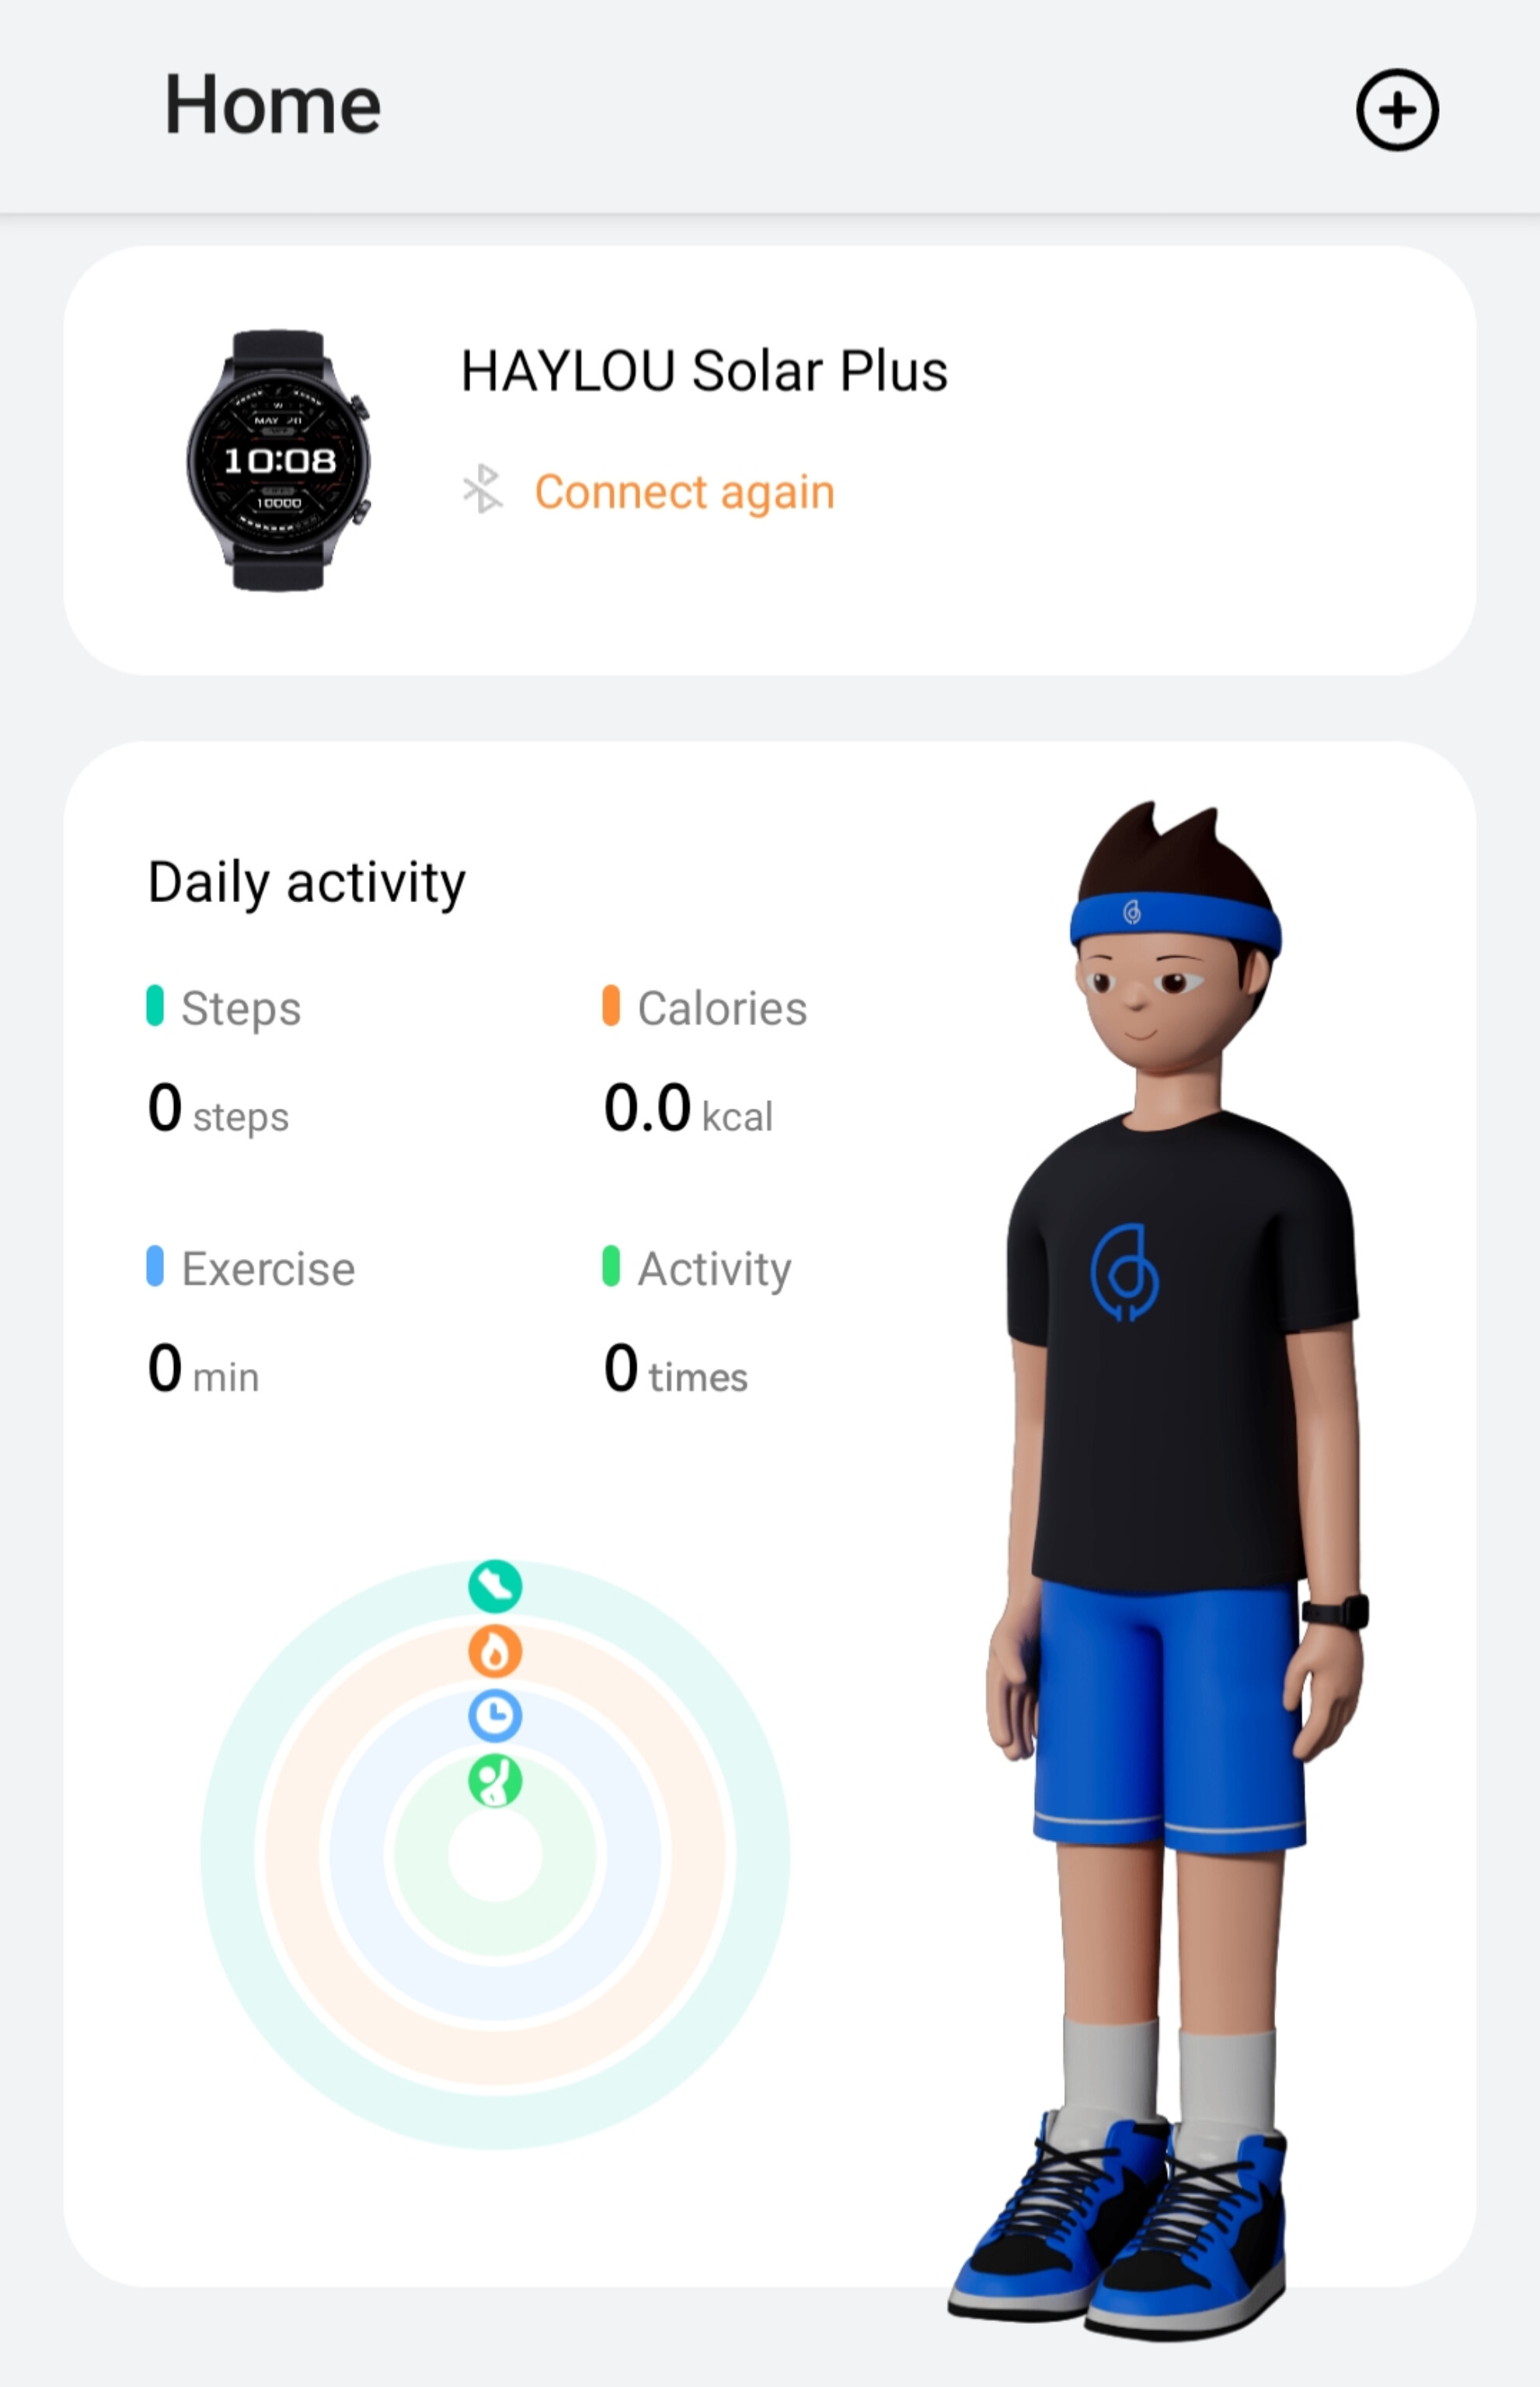 Home
HAYLOU Solar Plus
MAY 20
10:08
10000
Connect again
Daily activity
Steps
Calories
0 steps
0.0 kcal
Exercise
Activity
0 min
0 times